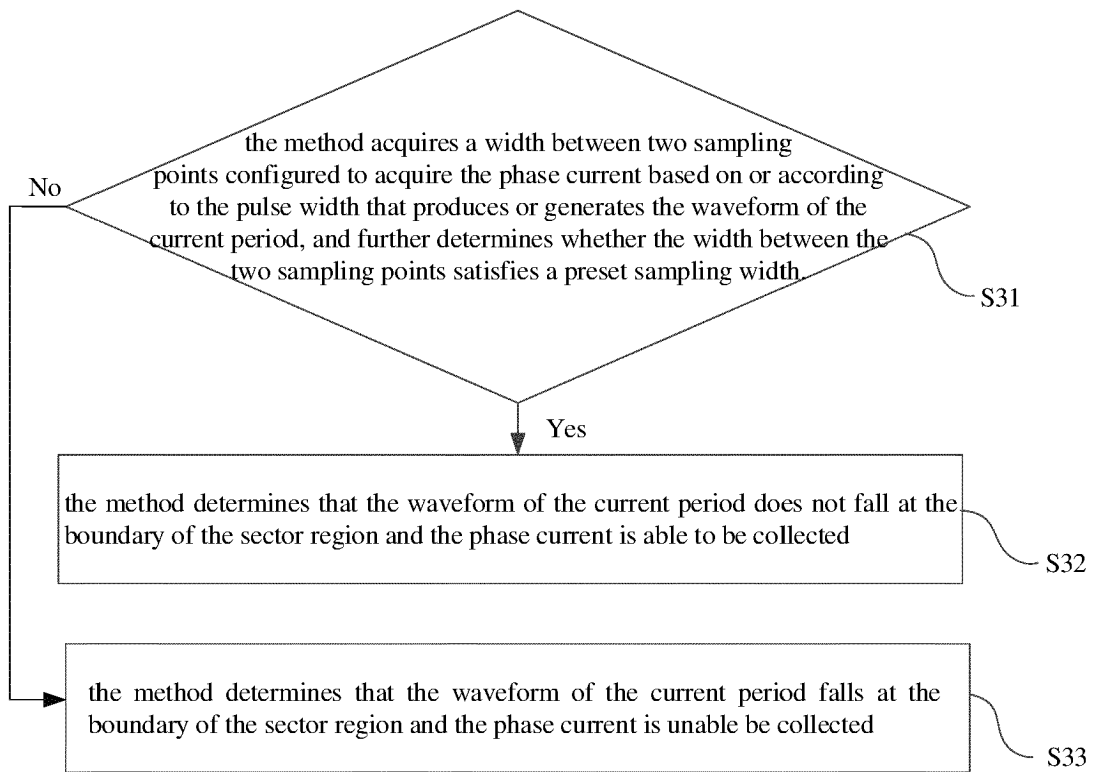 the method acquires a width between two sampling
points configured to acquire the phase current based on or according
to the pulse width that produces or generates the waveform of the
current period, and further determines whether the width between the
two sampling points satisfies a preset sampling width.
No
S31
Yes
the method determines that the waveform of the current period does not fall at the
boundary of the sector region and the phase current is able to be collected
S32
the method determines that the waveform of the current period falls at the
boundary of the sector region and the phase current is unable be collected
S33